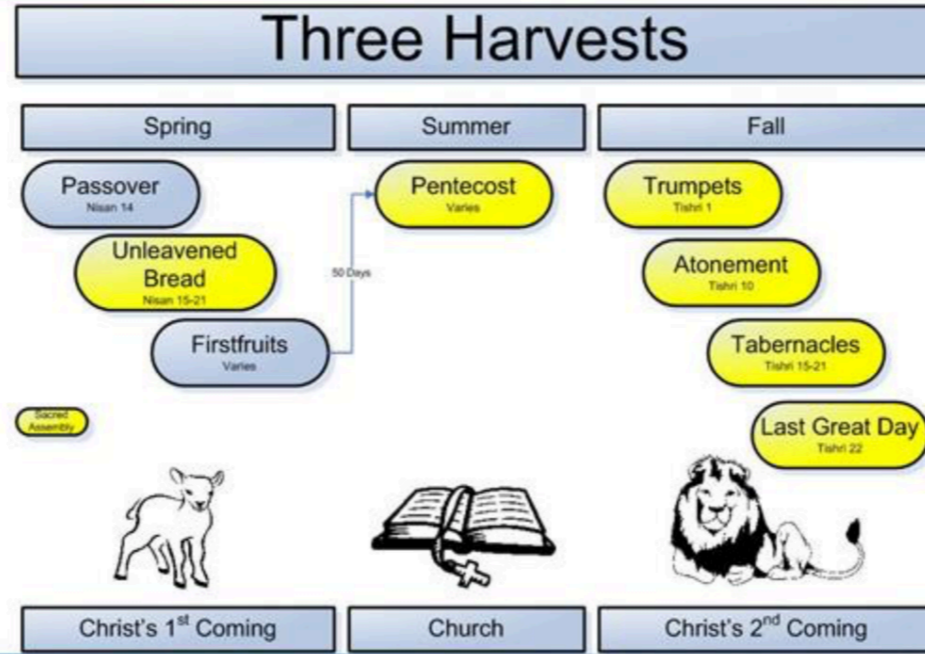 Three Harvests
Spring
Summer
Fall
Passover
Nisan 14
Unleavened
Bread
Nisan 15-21
Firstfruits
Varies
50 Days
Pentecost
Varies
Trumpets
Tishri 1
Atonement
Tishri 10
Tabernacles
Tishri 15-21
Last Great Day
Tishri 22
Sacred
Assembly
Christ's 1st Coming
Church
Christ's 2nd Coming